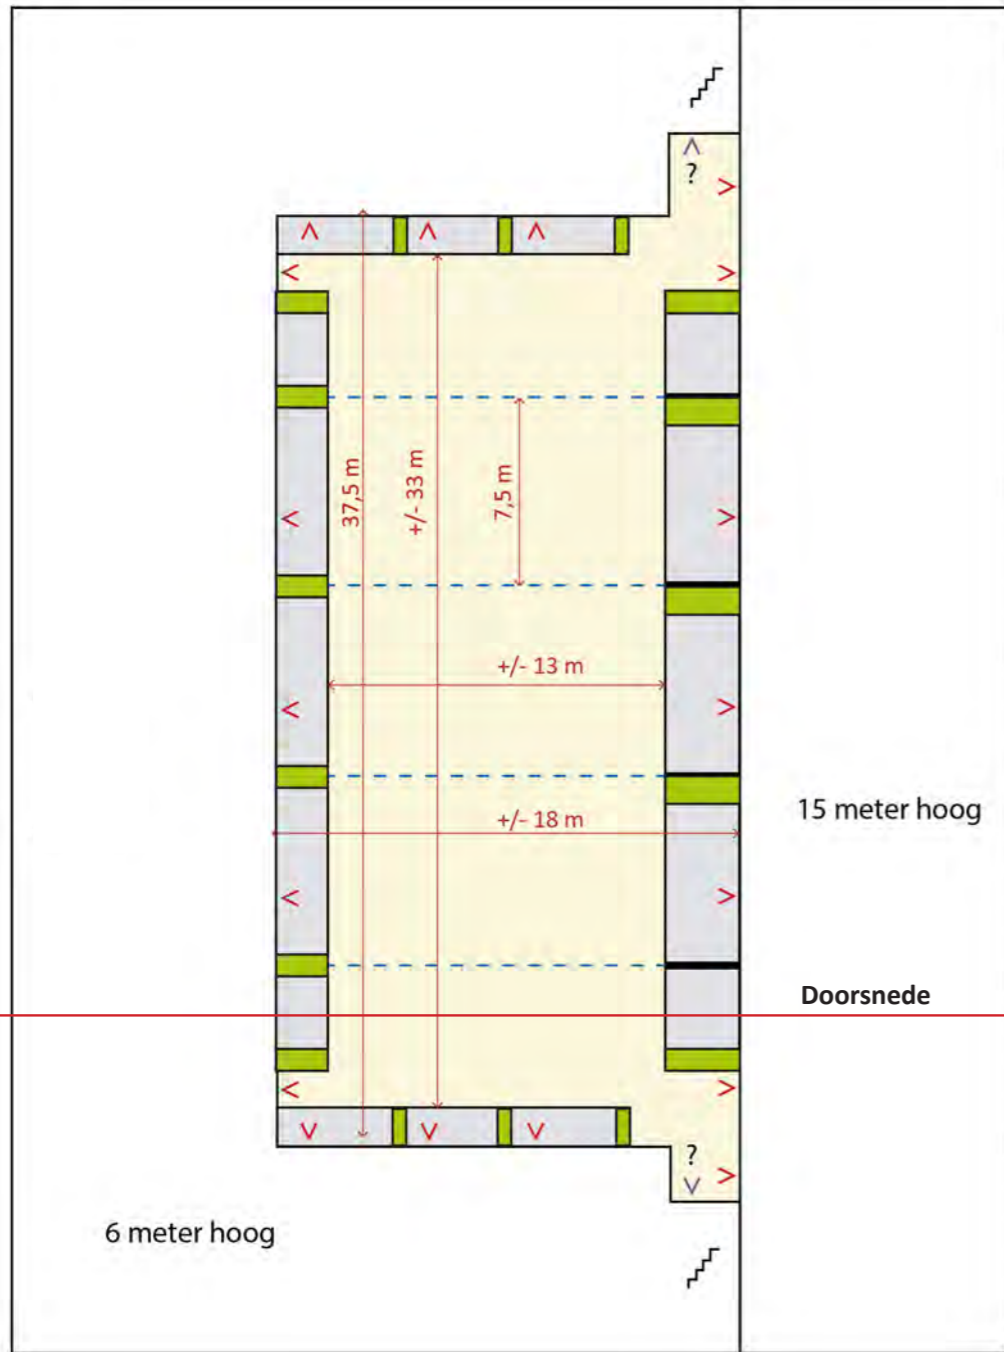 ?
37,5 m
+/- 33 m
7,5 m
+/- 13 m
+/- 18 m
15 meter hoog
Doorsnede
?
6 meter hoog